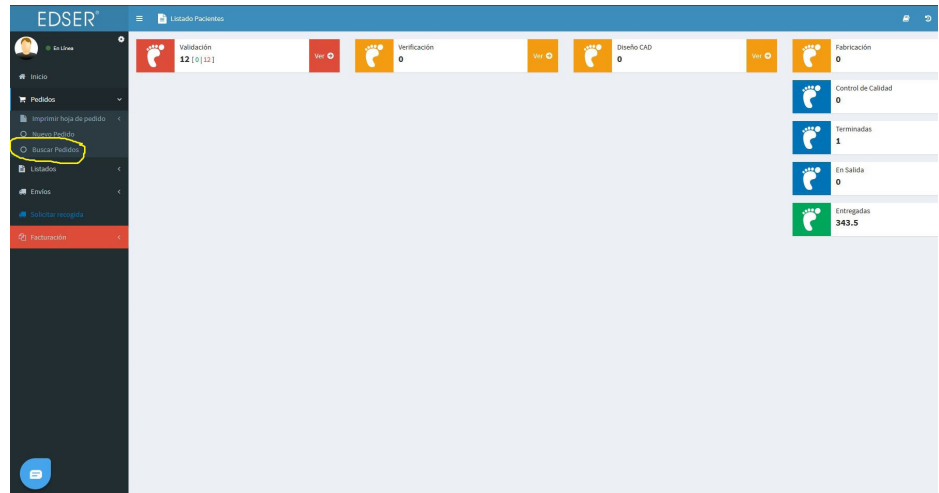 EDSER®
Listado Pacientes
En Línea
Inicio
Pedidos
Imprimir hoja de pedido
Nuevo Pedido
Buscar Pedidos
Listados
Envíos
Solicitar recogida
Facturación
Validación
12 [ 0 | 12 ]
Ver
Verificación
0
Ver
Diseño CAD
0
Ver
Fabricación
0
Control de Calidad
0
Terminadas
1
En Salida
0
Entregadas
343.5